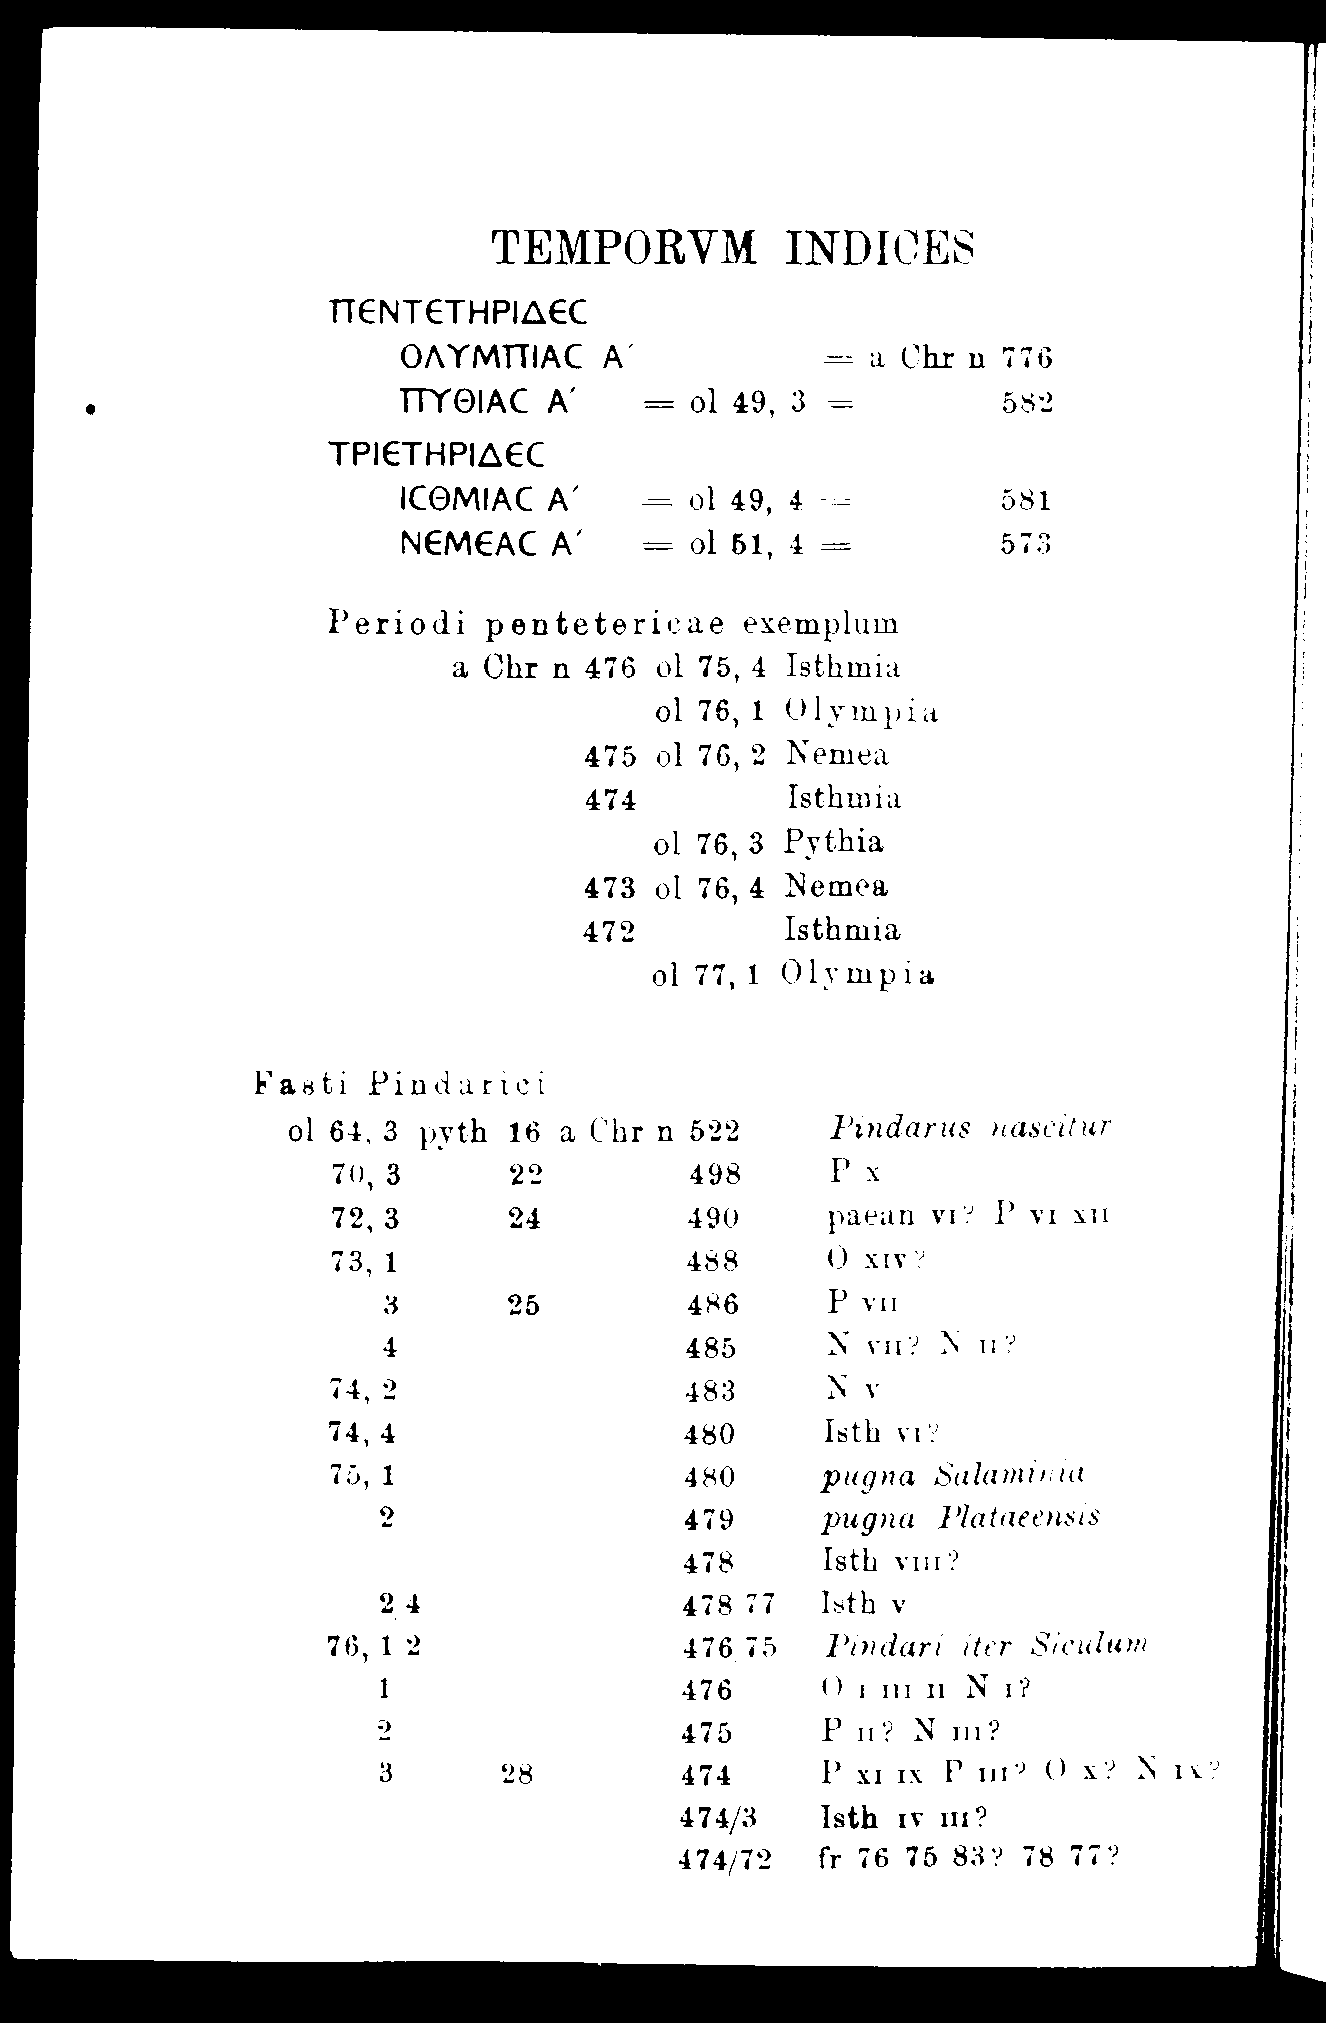 TEMPORVM INDICES
ΠΕΝΤΕΤΗΡΙΔΕϹ
ΟΛΥΜΠΙΑϹ Α΄ = a Chr n 776
ΠΥΘΙΑϹ Α΄ = ol 49, 3 = 582
ΤΡΙΕΤΗΡΙΔΕϹ
ΙϹΘΜΙΑϹ Α΄ = ol 49, 4 = 581
ΝΕΜΕΑϹ Α΄ = ol 51, 4 = 573
Periodi pentetericae exemplum
a Chr n 476 ol 75, 4 Isthmia
ol 76, 1 Olympia
475 ol 76, 2 Nemea
474 Isthmia
ol 76, 3 Pythia
473 ol 76, 4 Nemea
472 Isthmia
ol 77, 1 Olympia
Fasti Pindarici
ol 64, 3 pyth 16 a Chr n 522 Pindarus nascitur
70, 3 22 498 P x
72, 3 24 490 paean vi? P vi xii
73, 1 488 O xiv?
3 25 486 P vii
4 485 N vii? N ii?
74, 2 483 N v
74, 4 480 Isth vi?
75, 1 480 pugna Salaminia
2 479 pugna Plataeensis
478 Isth viii?
2 4 478 77 Isth v
76, 1 2 476 75 Pindari iter Siculum
1 476 O i iii ii N i?
2 475 P ii? N iii?
3 28 474 P xi ix P iii? O x? N ix?
474/3 Isth iv iii?
474/72 fr 76 75 83? 78 77?